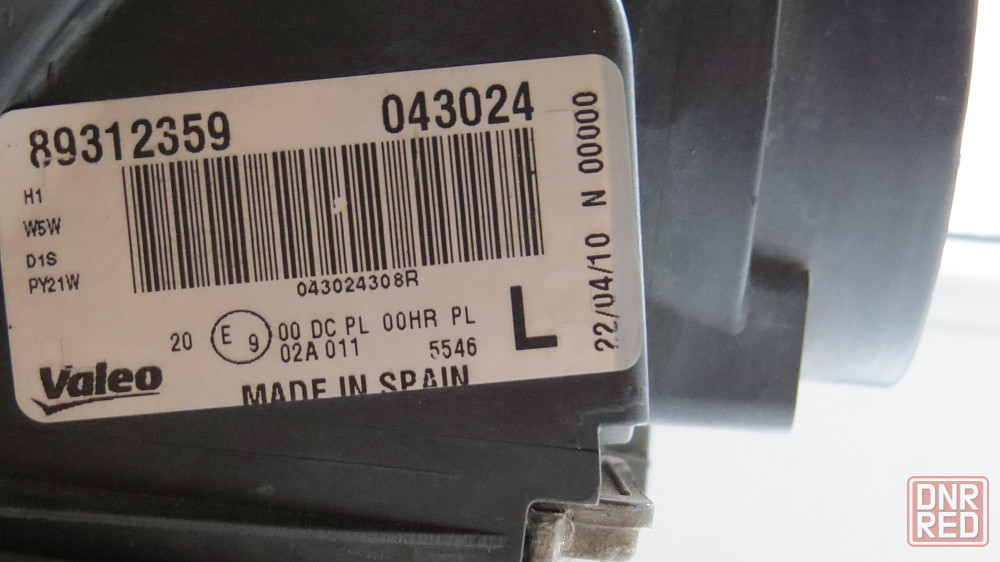 89312359 043024
H1
W5W
D1S
PY21W
043024308R
20 E 9 00 DC PL 00HR PL
02A 011 5546
L
Valeo
MADE IN SPAIN
22/04/10 N 00000
DNR
RED